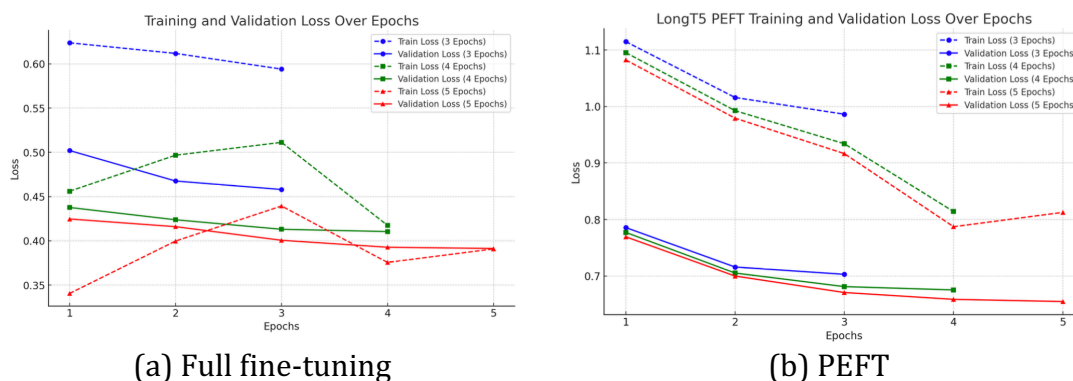 Training and Validation Loss Over Epochs
Train Loss (3 Epochs)
Validation Loss (3 Epochs)
Train Loss (4 Epochs)
Validation Loss (4 Epochs)
Train Loss (5 Epochs)
Validation Loss (5 Epochs)
0.60
0.55
0.50
0.45
0.40
0.35
Loss
1 2 3 4 5
Epochs
(a) Full fine-tuning
LongT5 PEFT Training and Validation Loss Over Epochs
Train Loss (3 Epochs)
Validation Loss (3 Epochs)
Train Loss (4 Epochs)
Validation Loss (4 Epochs)
Train Loss (5 Epochs)
Validation Loss (5 Epochs)
1.1
1.0
0.9
0.8
0.7
Loss
1 2 3 4 5
Epochs
(b) PEFT